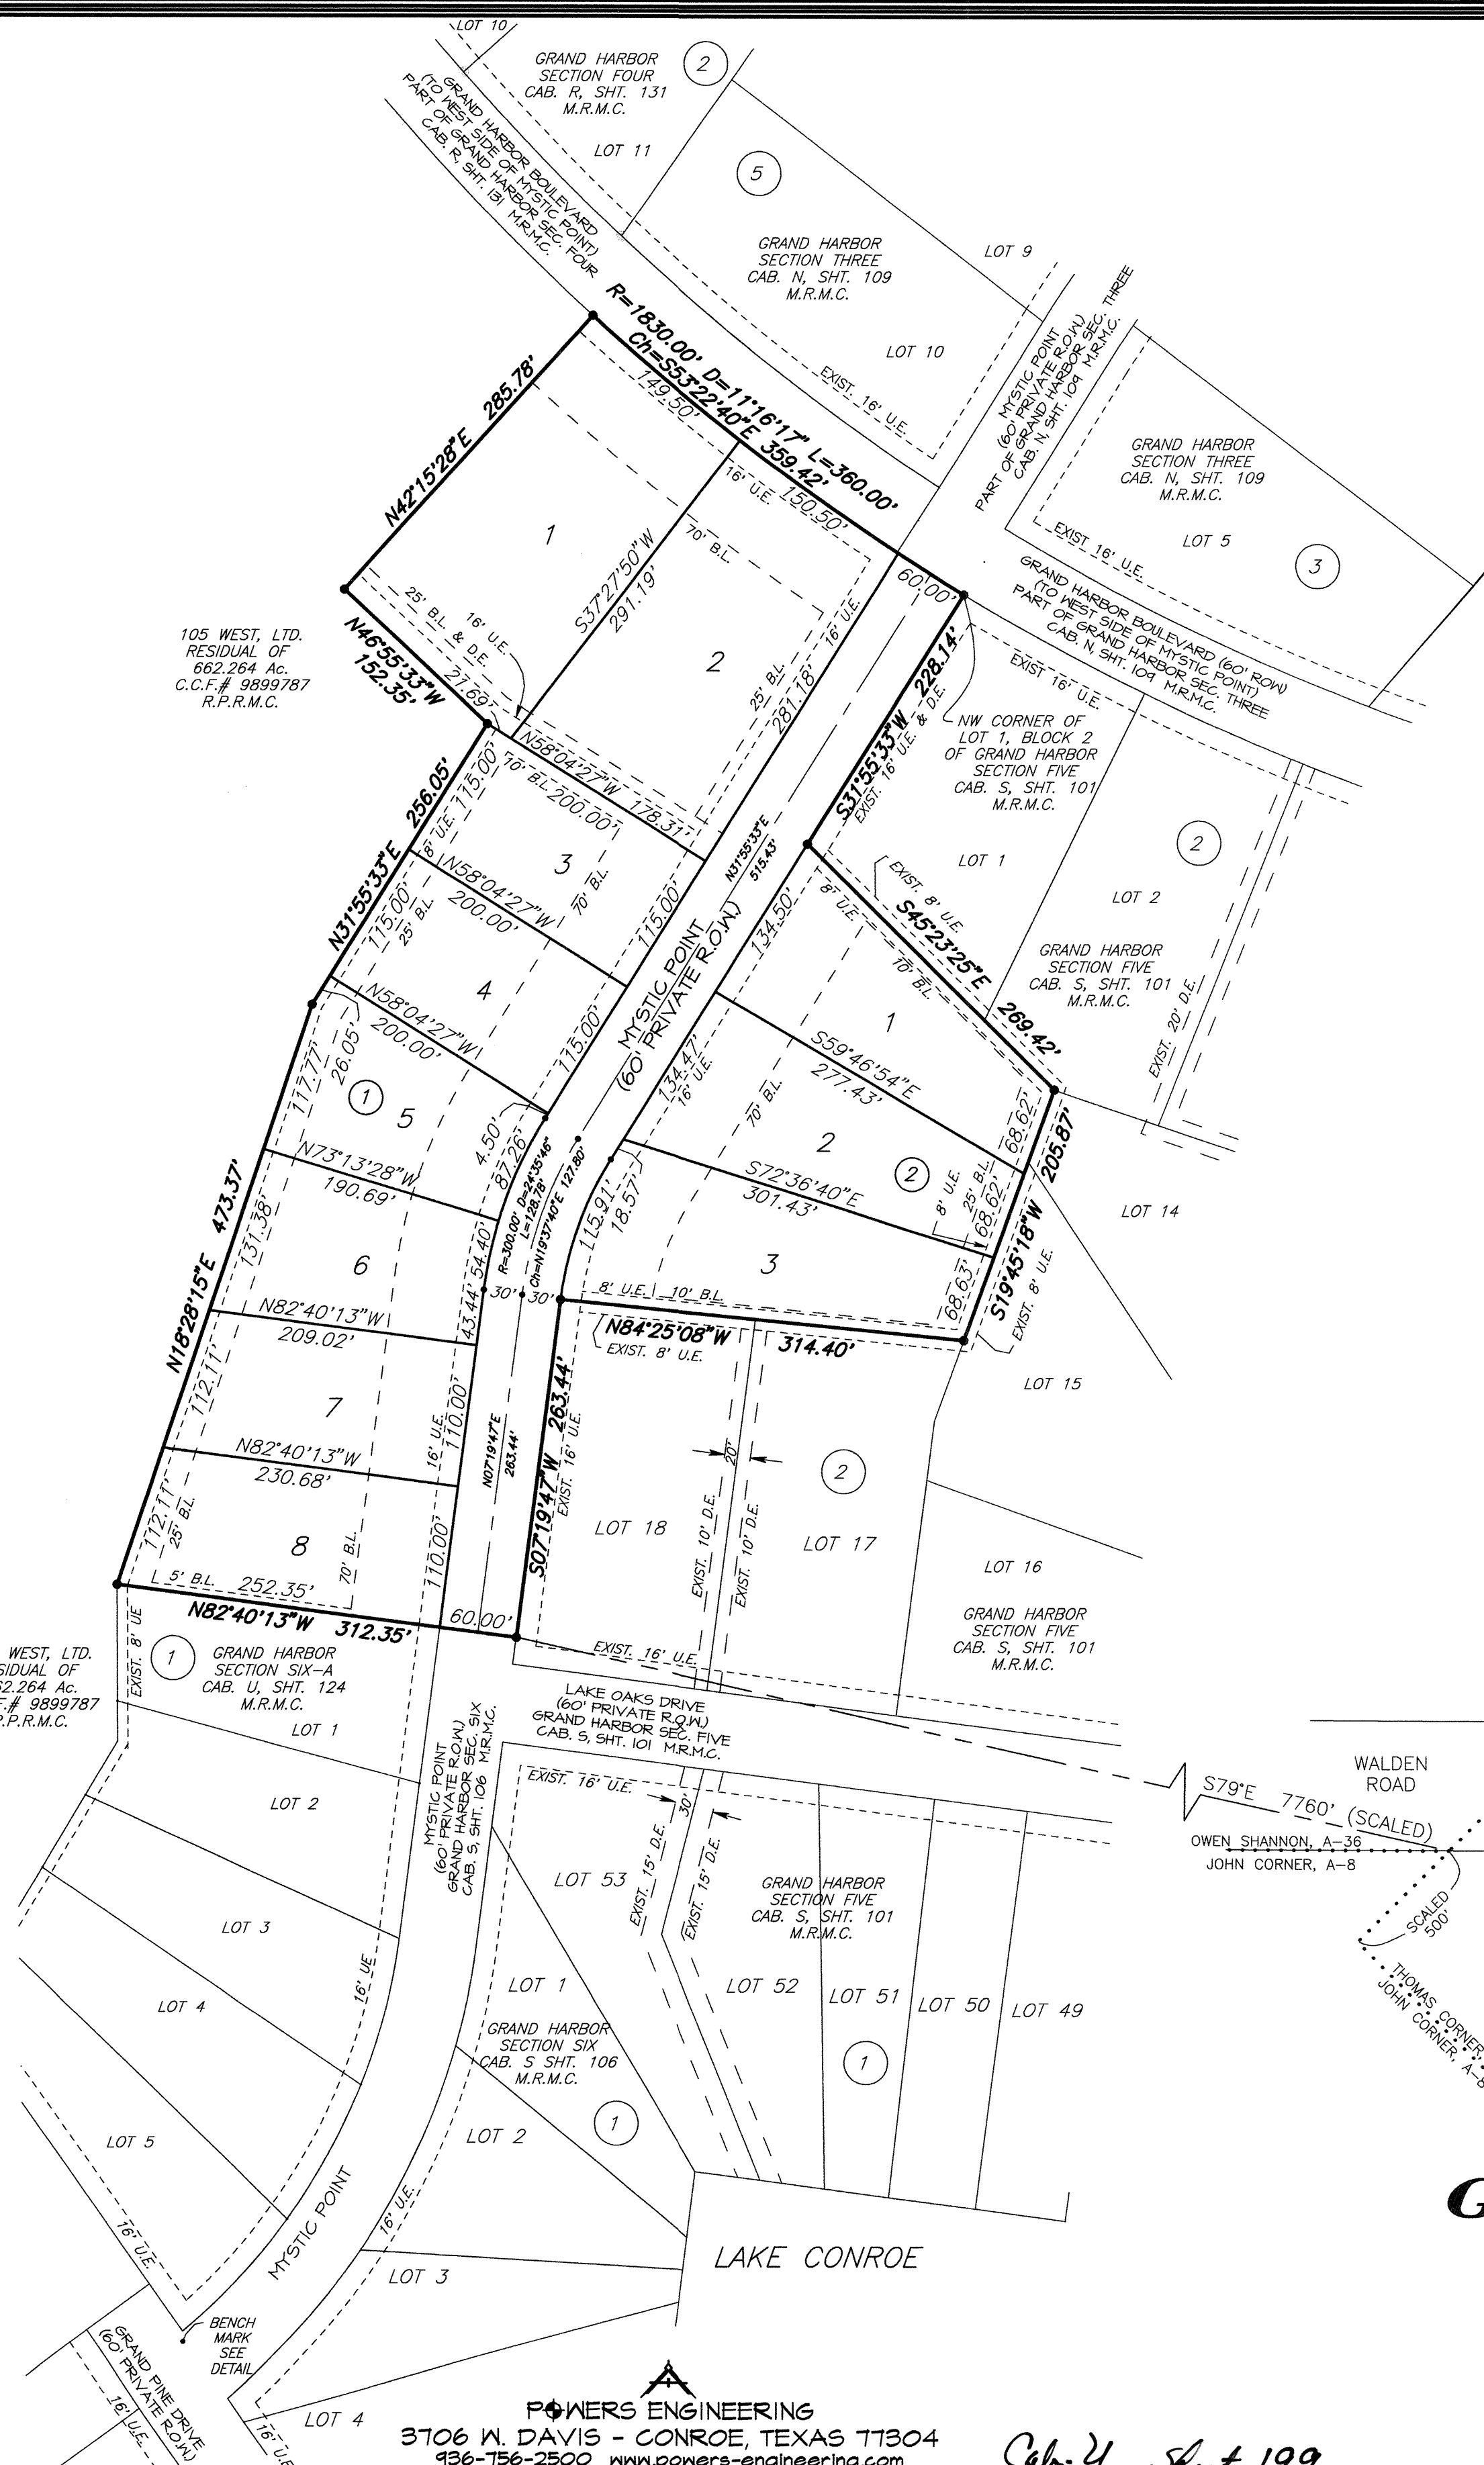 LOT 10
GRAND HARBOR
SECTION FOUR
CAB. R, SHT. 131
M.R.M.C.
2
GRAND HARBOR BOULEVARD
(TO WEST SIDE OF MYSTIC POINT)
PART OF GRAND HARBOR SEC. FOUR
CAB. R, SHT. 131 M.R.M.C.
LOT 11
5
GRAND HARBOR
SECTION THREE
CAB. N, SHT. 109
M.R.M.C.
LOT 9
LOT 10
EXIST. 16' U.E.
MYSTIC POINT
(60' PRIVATE R.O.W.)
PART OF GRAND HARBOR SEC. THREE
CAB. N, SHT. 109 M.R.M.C.
GRAND HARBOR
SECTION THREE
CAB. N, SHT. 109
M.R.M.C.
LOT 5
EXIST 16' U.E.
3
R=1830.00' D=11°16'17" L=360.00'
Ch=S53°22'40"E 359.42'
149.50'
16' U.E.
150.50'
60.00'
N42°15'28"E 285.78'
1
S37°27'50"W
291.19'
70' B.L.
2
25' B.L. & D.E.
16' U.E.
25' B.L.
16' U.E.
281.18'
GRAND HARBOR BOULEVARD (60' ROW)
(TO WEST SIDE OF MYSTIC POINT)
PART OF GRAND HARBOR SEC. THREE
CAB. N, SHT. 109 M.R.M.C.
EXIST 16' U.E.
105 WEST, LTD.
RESIDUAL OF
662.264 Ac.
C.C.F.# 9899787
R.P.R.M.C.
N46°55'33"W
152.35'
21.69'
N58°04'27"W 178.31'
10' B.L.
200.00'
S31°55'33"W 228.14'
EXIST. 16' U.E. & D.E.
NW CORNER OF
LOT 1, BLOCK 2
OF GRAND HARBOR
SECTION FIVE
CAB. S, SHT. 101
M.R.M.C.
2
LOT 1
LOT 2
GRAND HARBOR
SECTION FIVE
CAB. S, SHT. 101
M.R.M.C.
EXIST. 20' D.E.
N31°55'33"E 256.05'
115.00'
8' U.E.
3
70' B.L.
115.00'
N58°04'27"W
200.00'
115.00'
25' B.L.
4
115.00'
N58°04'27"W
200.00'
N31°55'33"E
515.43'
MYSTIC POINT
(60' PRIVATE R.O.W.)
134.50'
8' U.E.
EXIST. 8' U.E.
S45°23'25"E 269.42'
10' B.L.
1
S59°46'54"E
277.43'
134.47'
16' U.E.
70' B.L.
2
2
S72°36'40"E
301.43'
68.62'
68.62'
68.63'
8' U.E.
25' B.L.
S19°45'18"W 205.87'
EXIST. 8' U.E.
LOT 14
N18°28'15"E 473.37'
117.77'
26.05'
1
5
4.50'
87.26'
N73°13'28"W
190.69'
R=300.00' D=24°35'46"
L=128.78'
Ch=N19°37'40"E 127.80'
115.91'
18.57'
3
8' U.E.
10' B.L.
131.38'
6
54.40'
43.44'
30'
30'
N82°40'13"W
209.02'
N84°25'08"W 314.40'
EXIST. 8' U.E.
LOT 15
112.11'
7
16' U.E.
110.00'
N82°40'13"W
230.68'
N07°19'47"E
263.44'
S07°19'47"W 263.44'
EXIST. 16' U.E.
20'
2
LOT 18
EXIST. 10' D.E.
EXIST. 10' D.E.
LOT 17
LOT 16
112.11'
25' B.L.
8
70' B.L.
110.00'
5' B.L.
252.35'
N82°40'13"W 312.35'
60.00'
EXIST. 16' U.E.
GRAND HARBOR
SECTION FIVE
CAB. S, SHT. 101
M.R.M.C.
WEST, LTD.
SIDUAL OF
2.264 Ac.
F.# 9899787
P.R.M.C.
EXIST. 8' UE
1
GRAND HARBOR
SECTION SIX-A
CAB. U, SHT. 124
M.R.M.C.
LOT 1
LAKE OAKS DRIVE
(60' PRIVATE R.O.W.)
GRAND HARBOR SEC. FIVE
CAB. S, SHT. 101 M.R.M.C.
MYSTIC POINT
(60' PRIVATE R.O.W.)
GRAND HARBOR SEC. SIX
CAB. S, SHT. 106 M.R.M.C.
LOT 2
EXIST. 16' U.E.
30'
WALDEN
ROAD
S79°E 7760' (SCALED)
OWEN SHANNON, A-36
JOHN CORNER, A-8
SCALED
500'
THOMAS CORNER,
JOHN CORNER, A-8
LOT 53
EXIST. 15' D.E.
EXIST. 15' D.E.
GRAND HARBOR
SECTION FIVE
CAB. S, SHT. 101
M.R.M.C.
LOT 3
16' UE
LOT 4
LOT 1
LOT 52
LOT 51
LOT 50
LOT 49
GRAND HARBOR
SECTION SIX
CAB. S SHT. 106
M.R.M.C.
1
1
LOT 5
LOT 2
16' U.E.
16' U.E.
MYSTIC POINT
LAKE CONROE
LOT 3
G
BENCH
MARK
SEE
DETAIL
GRAND PINE DRIVE
(60' PRIVATE R.O.W.)
16' U.E.
16' U.E.
LOT 4
POWERS ENGINEERING
3706 W. DAVIS - CONROE, TEXAS 77304
936-756-2500 www.powers-engineering.com
Cab. U Sht 199